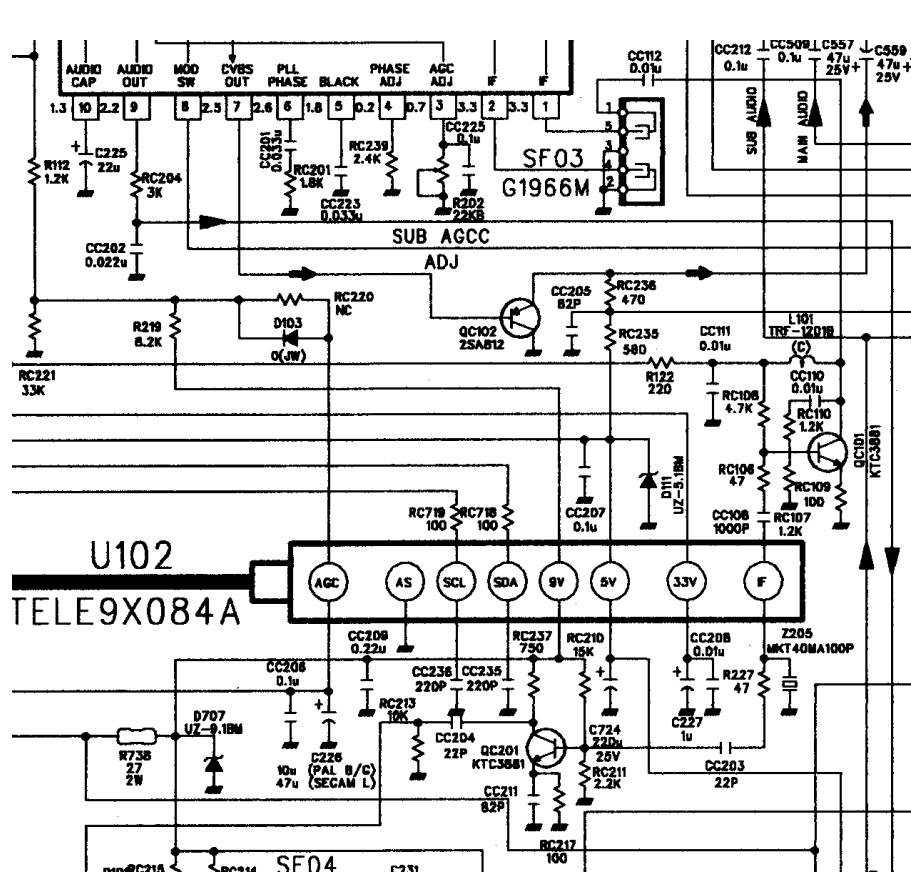 AUDIO CAP
AUDIO OUT
MOD SW
CVBS OUT
PLL PHASE
BLACK
PHASE ADJ
AGC ADJ
IF
IF
1.3
10
2.2
9
8
2.5
7
2.6
6
1.8
5
0.2
4
0.7
3
3.3
2
3.3
1
CC112
0.01u
CC212
0.1u
CC509
0.1u
C557
47u
25V
C559
47u
25V
SUB AUDIO
MAIN AUDIO
1
5
3
4
2
SF03
G1966M
R112
1.2K
C225
22u
RC204
3K
CC201
0.033u
RC201
1.8K
CC223
0.033u
RC239
2.4K
CC225
0.1u
R202
22KB
CC202
0.022u
SUB AGCC
ADJ
RC220
NC
D103
0(JW)
R219
8.2K
RC221
33K
QC102
2SA812
CC205
82P
RC236
470
RC235
560
R122
220
CC111
0.01u
L101
TRF-1201B
(C)
CC110
0.01u
RC108
4.7K
RC110
1.2K
QC101
KTC3881
RC106
47
RC109
100
CC108
1000P
RC107
1.2K
D111
UZ-5.1BM
CC207
0.1u
RC719
100
RC718
100
U102
TELE9X084A
AGC
AS
SCL
SDA
9V
5V
33V
IF
CC209
0.22u
RC237
750
RC210
15K
CC208
0.01u
Z205
MKT40MA100P
R227
47
CC206
0.1u
CC236
220P
CC235
220P
RC213
10K
D707
UZ-9.1BM
R738
27
2W
C226
10u (PAL B/G)
47u (SECAM L)
CC204
22P
QC201
KTC3881
C724
220u
25V
C227
1u
CC203
22P
RC211
2.2K
CC211
82P
RC217
100
RC215
RC214
SF04
C231